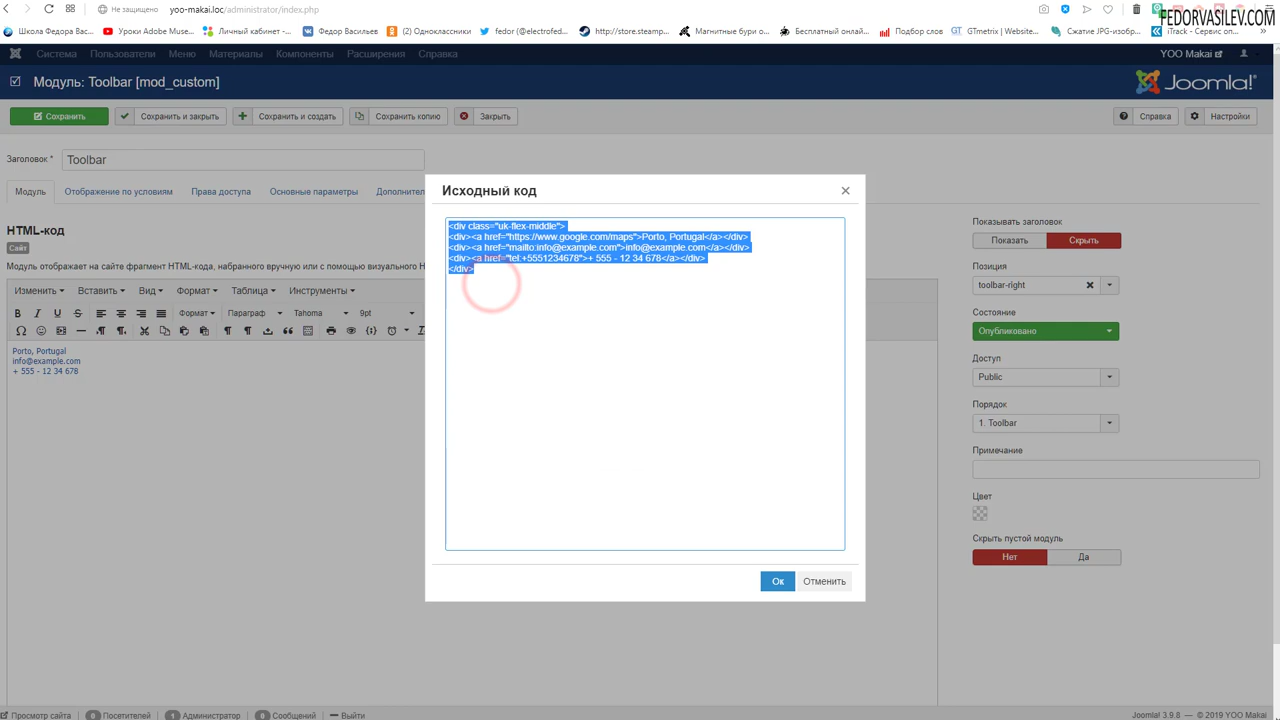 Не защищено yoo-makai.loc/administrator/index.php
FEDORVASILEV.COM
Школа Федора Вас... Уроки Adobe Muse... Личный кабинет -... Федор Васильев (1) Одноклассники fedor (@electrofed... http://store.steamp... Магнитные бури о... Бесплатный онлай... Подбор слов GTmetrix | Website... Сжатие JPG-изобр... iTrack - Сервис оп...
Система Пользователи Меню Материалы Компоненты Расширения Справка YOO Makai
Модуль: Toolbar [mod_custom] Joomla!
Сохранить Сохранить и закрыть Сохранить и создать Сохранить копию Закрыть Справка Настройки
Заголовок * Toolbar
Модуль Отображение по условиям Права доступа Основные параметры Дополнител
HTML-код
Сайт
Модуль отображает на сайте фрагмент HTML-кода, набранного вручную или с помощью визуального H
Изменить Вставить Вид Формат Таблица Инструменты
Формат Параграф Tahoma 9pt
Porto, Portugal
info@example.com
+ 555 - 12 34 678
Исходный код
<div class="uk-flex-middle">
<div><a href="https://www.google.com/maps">Porto, Portugal</a></div>
<div><a href="mailto:info@example.com">info@example.com</a></div>
<div><a href="tel:+5551234678">+ 555 - 12 34 678</a></div>
</div>
Ок Отменить
Показывать заголовок
Показать Скрыть
Позиция
toolbar-right
Состояние
Опубликовано
Доступ
Public
Порядок
1. Toolbar
Примечание
Цвет
Скрыть пустой модуль
Нет Да
Просмотр сайта 0 Посетителей 1 Администратор 0 Сообщений Выйти Joomla! 3.9.8 — © 2019 YOO Makai